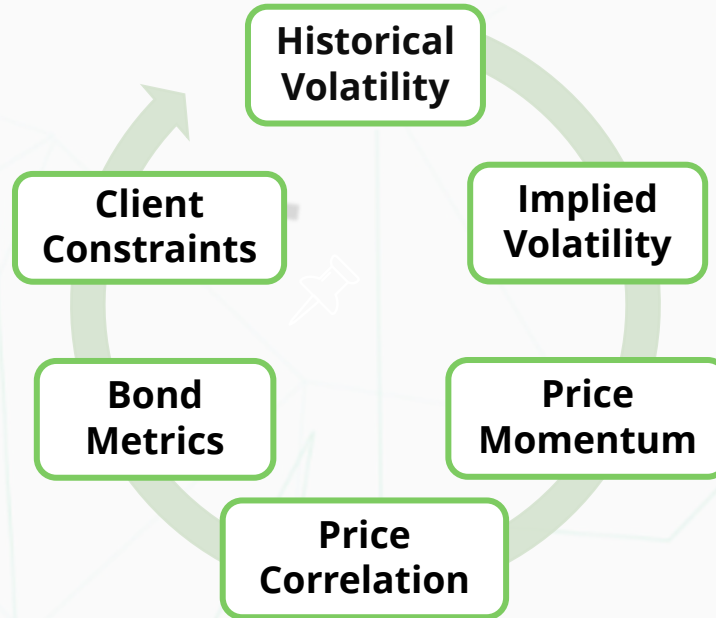 Historical
Volatility
Implied
Volatility
Price
Momentum
Price
Correlation
Bond
Metrics
Client
Constraints